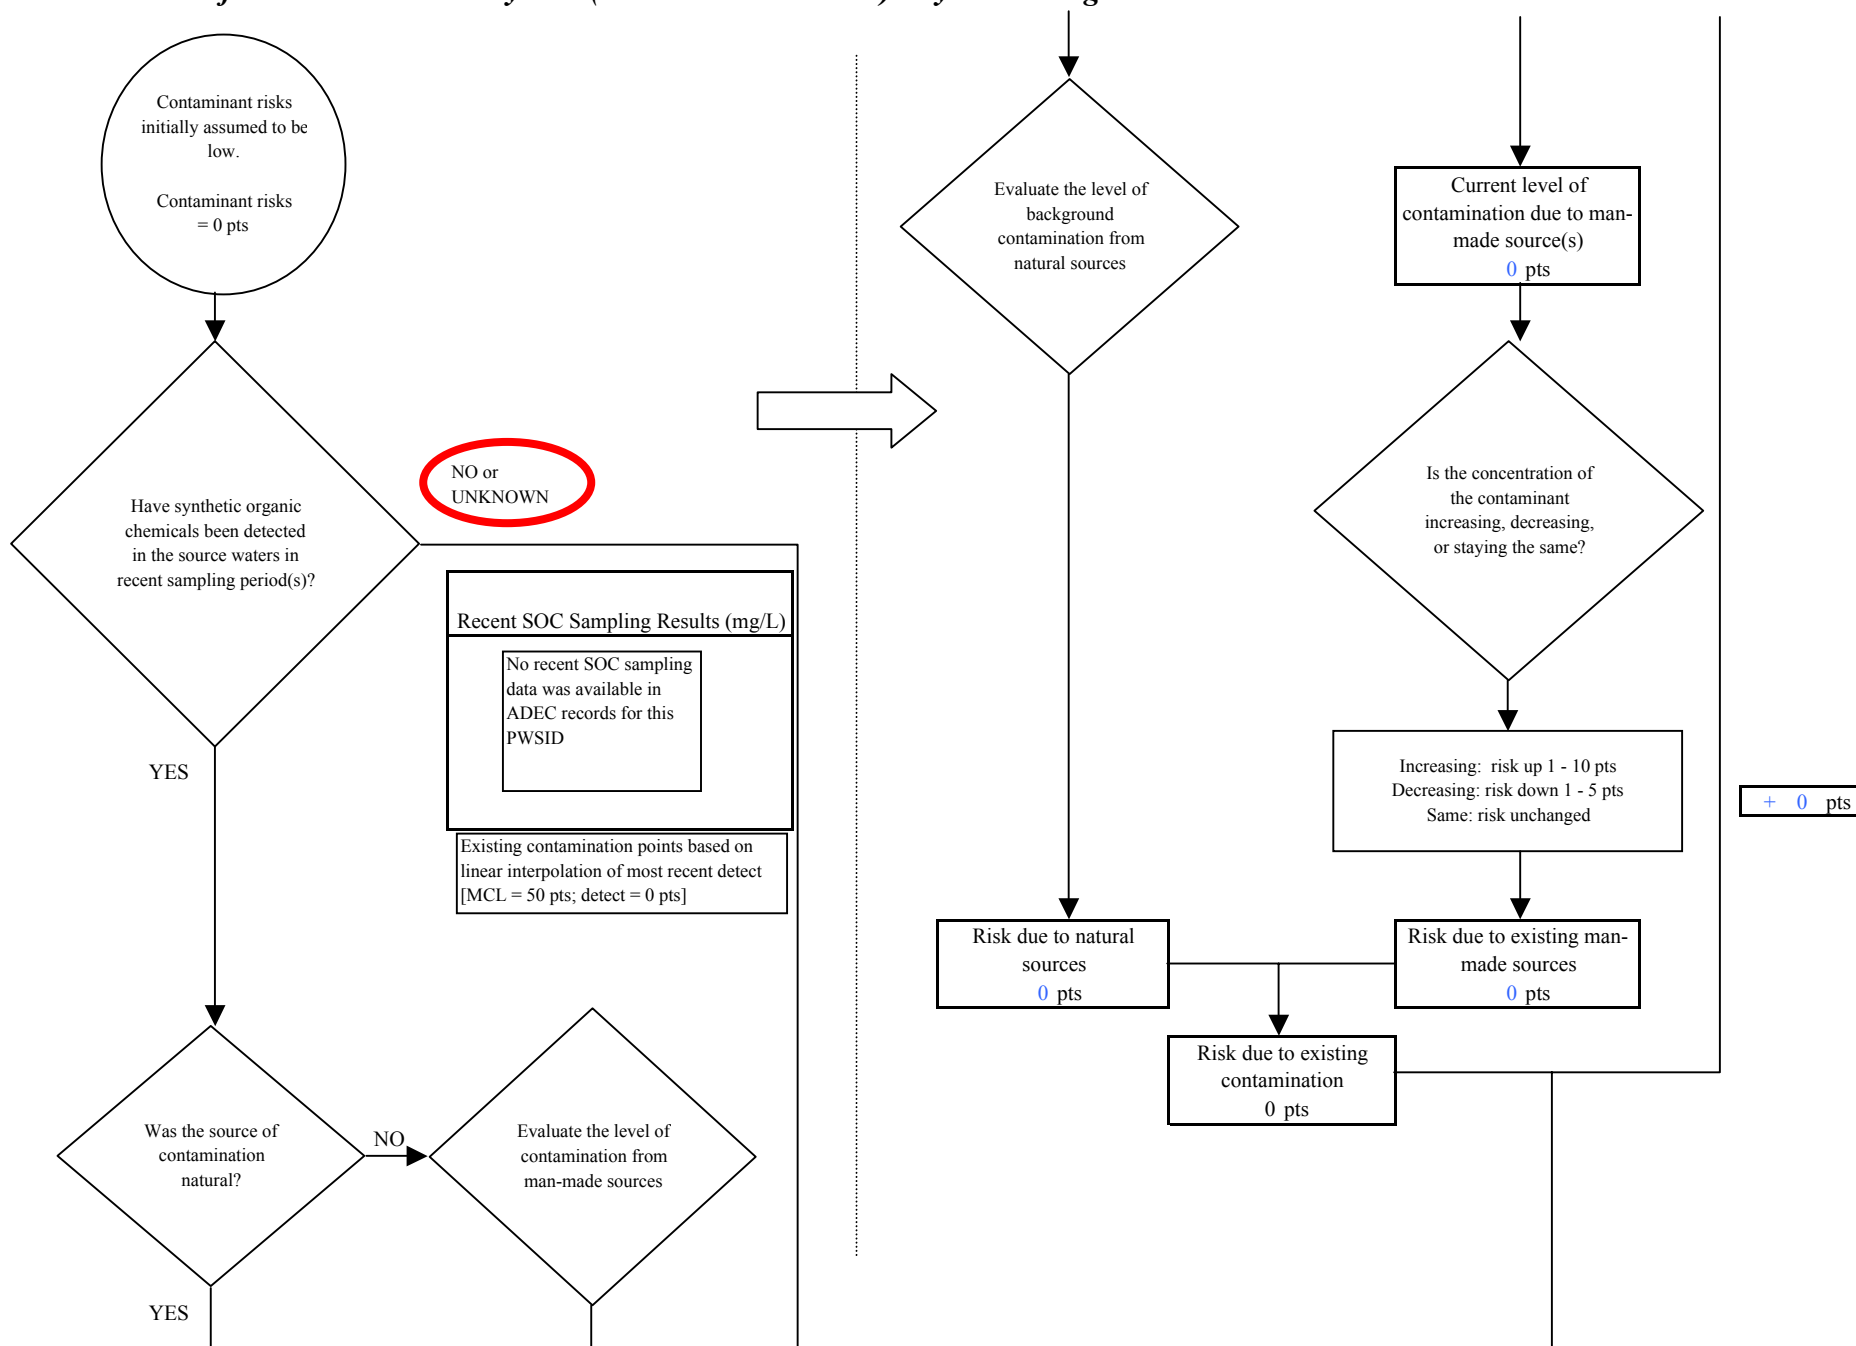 Contaminant risks
initially assumed to be
low.
Contaminant risks
= 0 pts
Have synthetic organic
chemicals been detected
in the source waters in
recent sampling period(s)?
NO or
UNKNOWN
YES
Recent SOC Sampling Results (mg/L)
No recent SOC sampling
data was available in
ADEC records for this
PWSID
Existing contamination points based on
linear interpolation of most recent detect
[MCL = 50 pts; detect = 0 pts]
Was the source of
contamination
natural?
NO
YES
Evaluate the level of
contamination from
man-made sources
Evaluate the level of
background
contamination from
natural sources
Current level of
contamination due to man-
made source(s)
0 pts
Is the concentration of
the contaminant
increasing, decreasing,
or staying the same?
Increasing: risk up 1 - 10 pts
Decreasing: risk down 1 - 5 pts
Same: risk unchanged
+ 0 pts
Risk due to natural
sources
0 pts
Risk due to existing man-
made sources
0 pts
Risk due to existing
contamination
0 pts